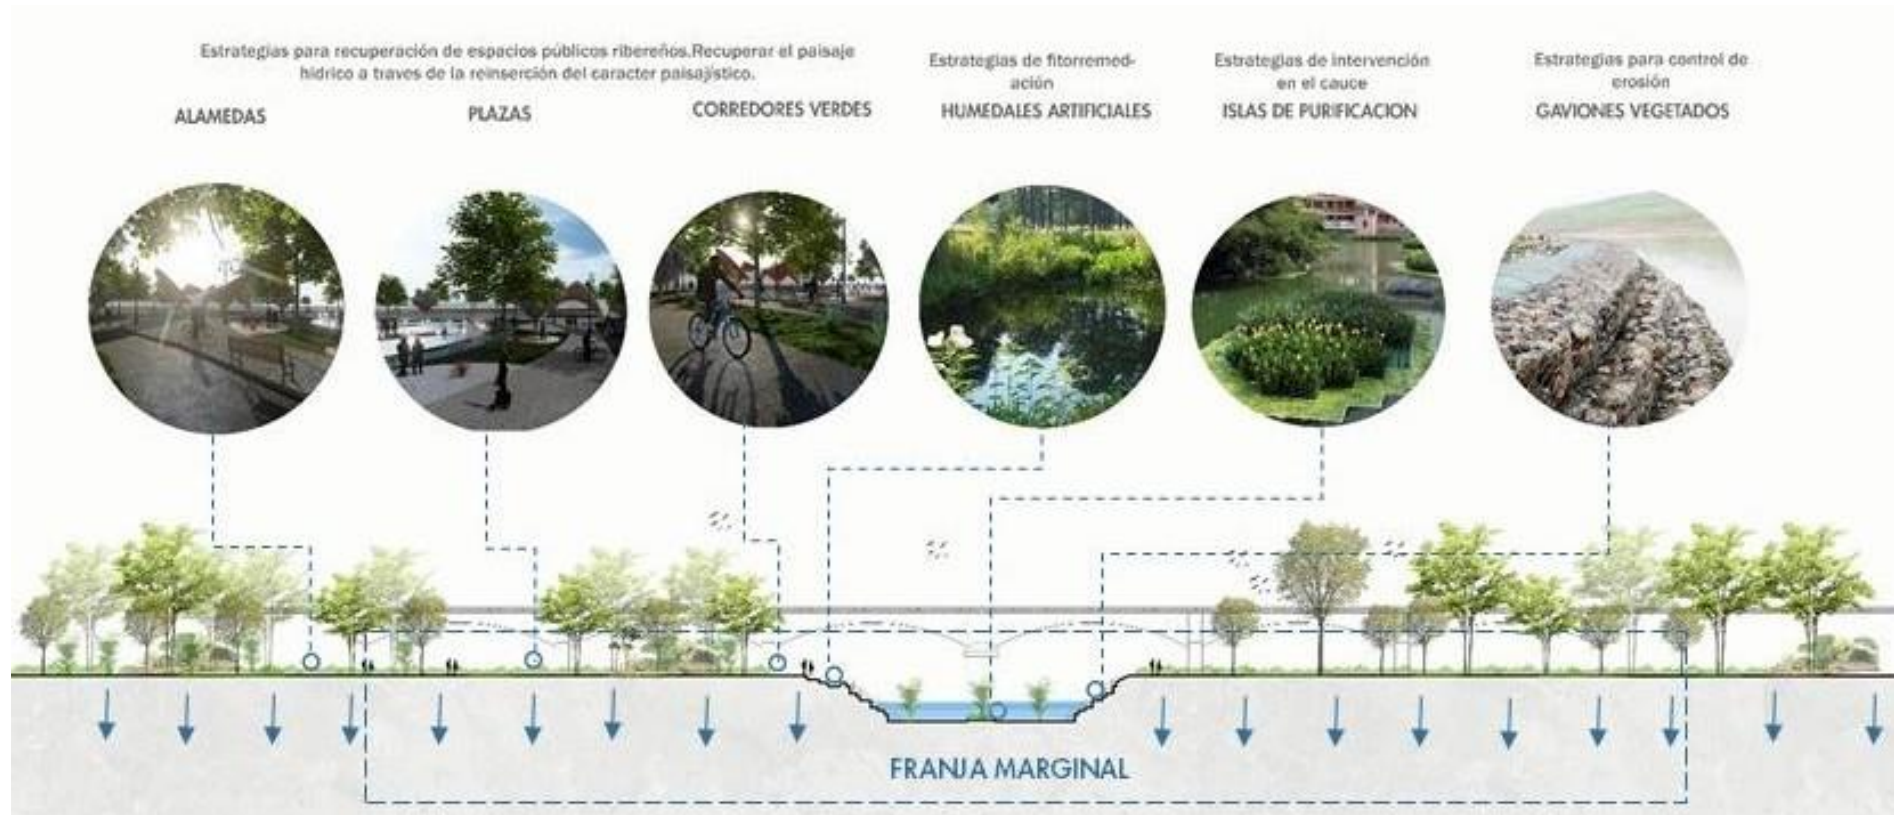 Estrategias para recuperación de espacios públicos ribereños.Recuperar el paisaje
hidrico a traves de la reinserción del caracter paisajístico.
ALAMEDAS
PLAZAS
CORREDORES VERDES
Estrategias de fitorremed-
ación
HUMEDALES ARTIFICIALES
Estrategias de intervención
en el cauce
ISLAS DE PURIFICACION
Estrategias para control de
erosión
GAVIONES VEGETADOS
FRANJA MARGINAL